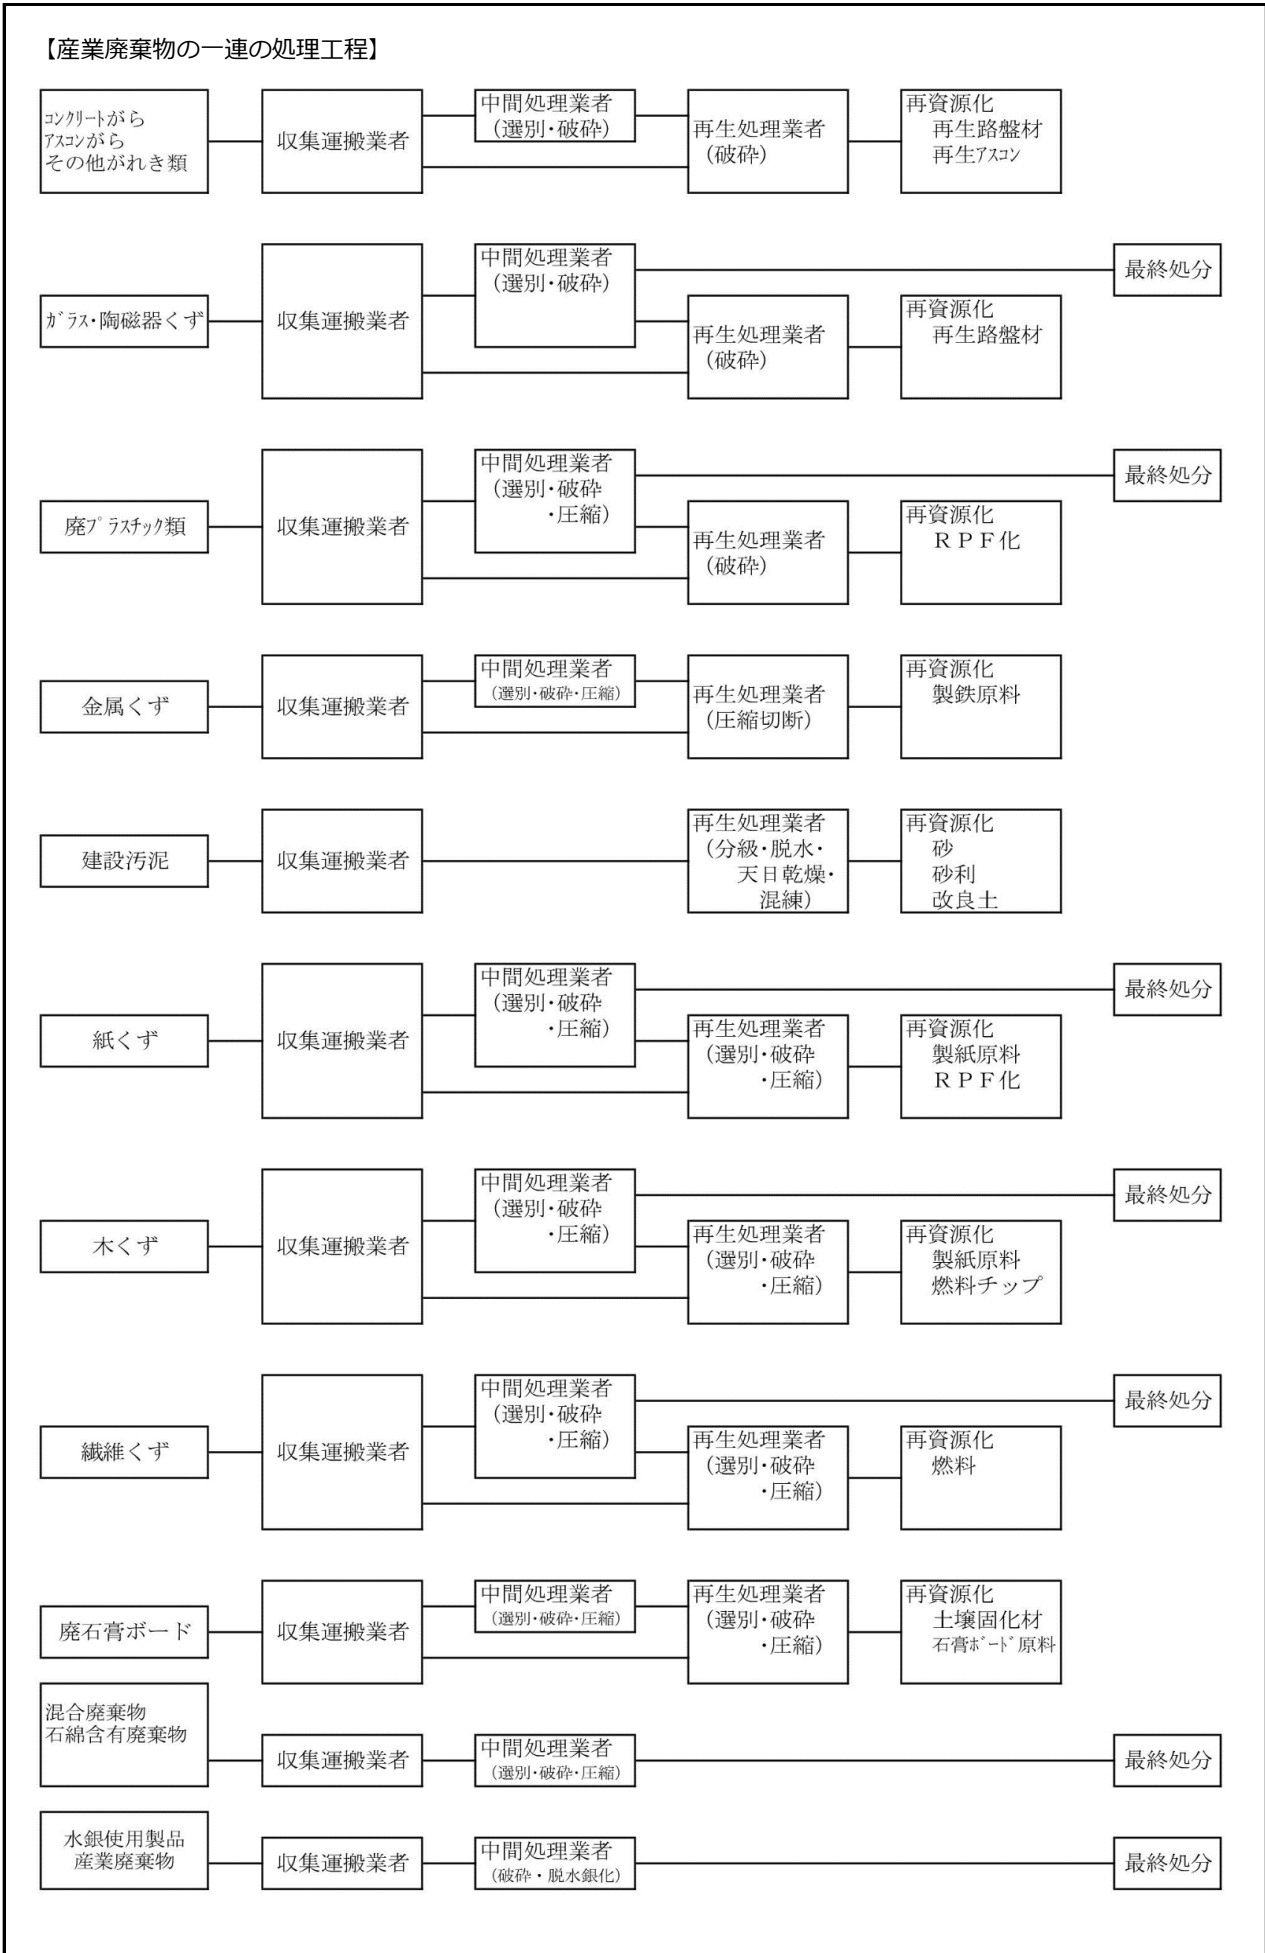 【産業廃棄物の一連の処理工程】
コンクリートがら
アスコンがら
その他がれき類
収集運搬業者
中間処理業者
（選別・破砕）
再生処理業者
（破砕）
再資源化
再生路盤材
再生アスコン
ガラス・陶磁器くず
収集運搬業者
中間処理業者
（選別・破砕）
再生処理業者
（破砕）
再資源化
再生路盤材
最終処分
廃プラスチック類
収集運搬業者
中間処理業者
（選別・破砕
・圧縮）
再生処理業者
（破砕）
再資源化
ＲＰＦ化
最終処分
金属くず
収集運搬業者
中間処理業者
（選別・破砕・圧縮）
再生処理業者
（圧縮切断）
再資源化
製鉄原料
建設汚泥
収集運搬業者
再生処理業者
（分級・脱水・
天日乾燥・
混練）
再資源化
砂
砂利
改良土
紙くず
収集運搬業者
中間処理業者
（選別・破砕
・圧縮）
再生処理業者
（選別・破砕
・圧縮）
再資源化
製紙原料
ＲＰＦ化
最終処分
木くず
収集運搬業者
中間処理業者
（選別・破砕
・圧縮）
再生処理業者
（選別・破砕
・圧縮）
再資源化
製紙原料
燃料チップ
最終処分
繊維くず
収集運搬業者
中間処理業者
（選別・破砕
・圧縮）
再生処理業者
（選別・破砕
・圧縮）
再資源化
燃料
最終処分
廃石膏ボード
収集運搬業者
中間処理業者
（選別・破砕・圧縮）
再生処理業者
（選別・破砕
・圧縮）
再資源化
土壌固化材
石膏ボード原料
混合廃棄物
石綿含有廃棄物
収集運搬業者
中間処理業者
（選別・破砕・圧縮）
最終処分
水銀使用製品
産業廃棄物
収集運搬業者
中間処理業者
（破砕・脱水銀化）
最終処分